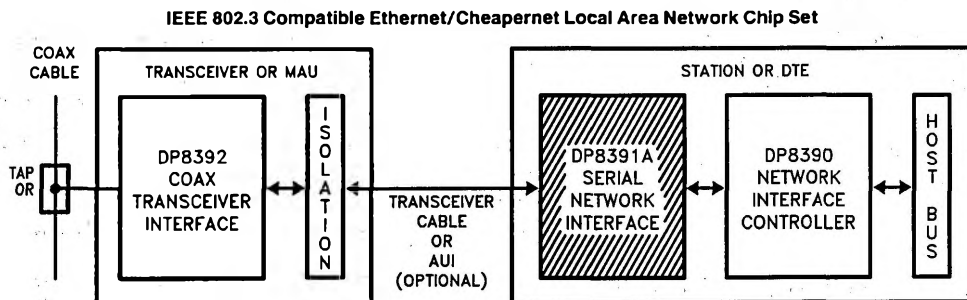 IEEE 802.3 Compatible Ethernet/Cheapernet Local Area Network Chip Set
COAX
CABLE
TAP
OR
TRANSCEIVER OR MAU
DP8392
COAX
TRANSCEIVER
INTERFACE
ISOLATION
TRANSCEIVER
CABLE
OR
AUI
(OPTIONAL)
STATION OR DTE
DP8391A
SERIAL
NETWORK
INTERFACE
DP8390
NETWORK
INTERFACE
CONTROLLER
HOST BUS